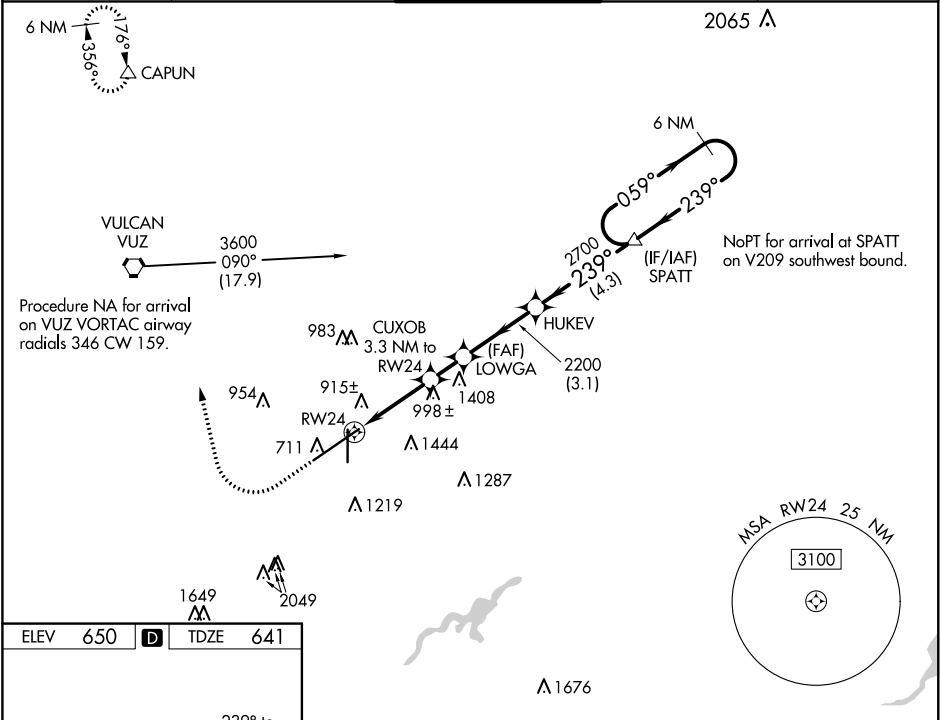 2065
6 NM
176°
356°
CAPUN
6 NM
059°
239°
VULCAN
VUZ
3600
090°
(17.9)
2700
239°
(4.3)
(IF/IAF)
SPATT
NoPT for arrival at SPATT
on V209 southwest bound.
Procedure NA for arrival
on VUZ VORTAC airway
radials 346 CW 159.
HUKEV
983
CUXOB
3.3 NM to
RW24
(FAF)
LOWGA
2200
(3.1)
954
915±
998±
1408
RW24
711
1444
1287
1219
MSA RW24 25 NM
3100
2049
1649
ELEV 650 D TDZE 641
1676